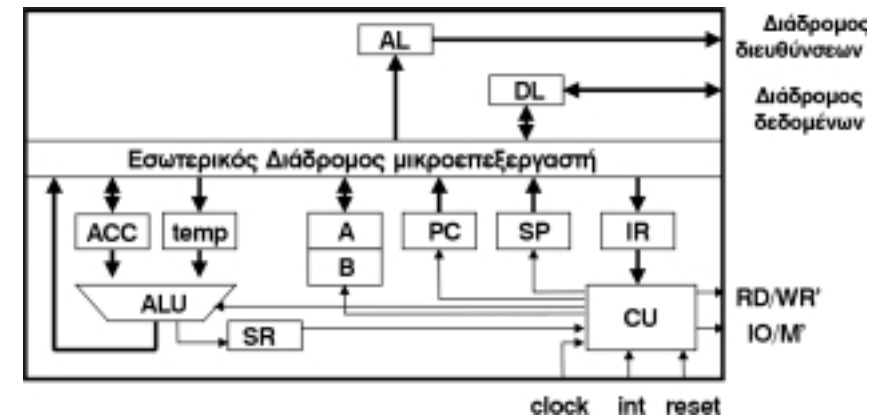 AL
Διάδρομος
διευθύνσεων
DL
Διάδρομος
δεδομένων
Εσωτερικός Διάδρομος μικροεπεξεργαστή
ACC
temp
A
B
PC
SP
IR
ALU
SR
CU
RD/WR'
IO/M'
clock
int
reset